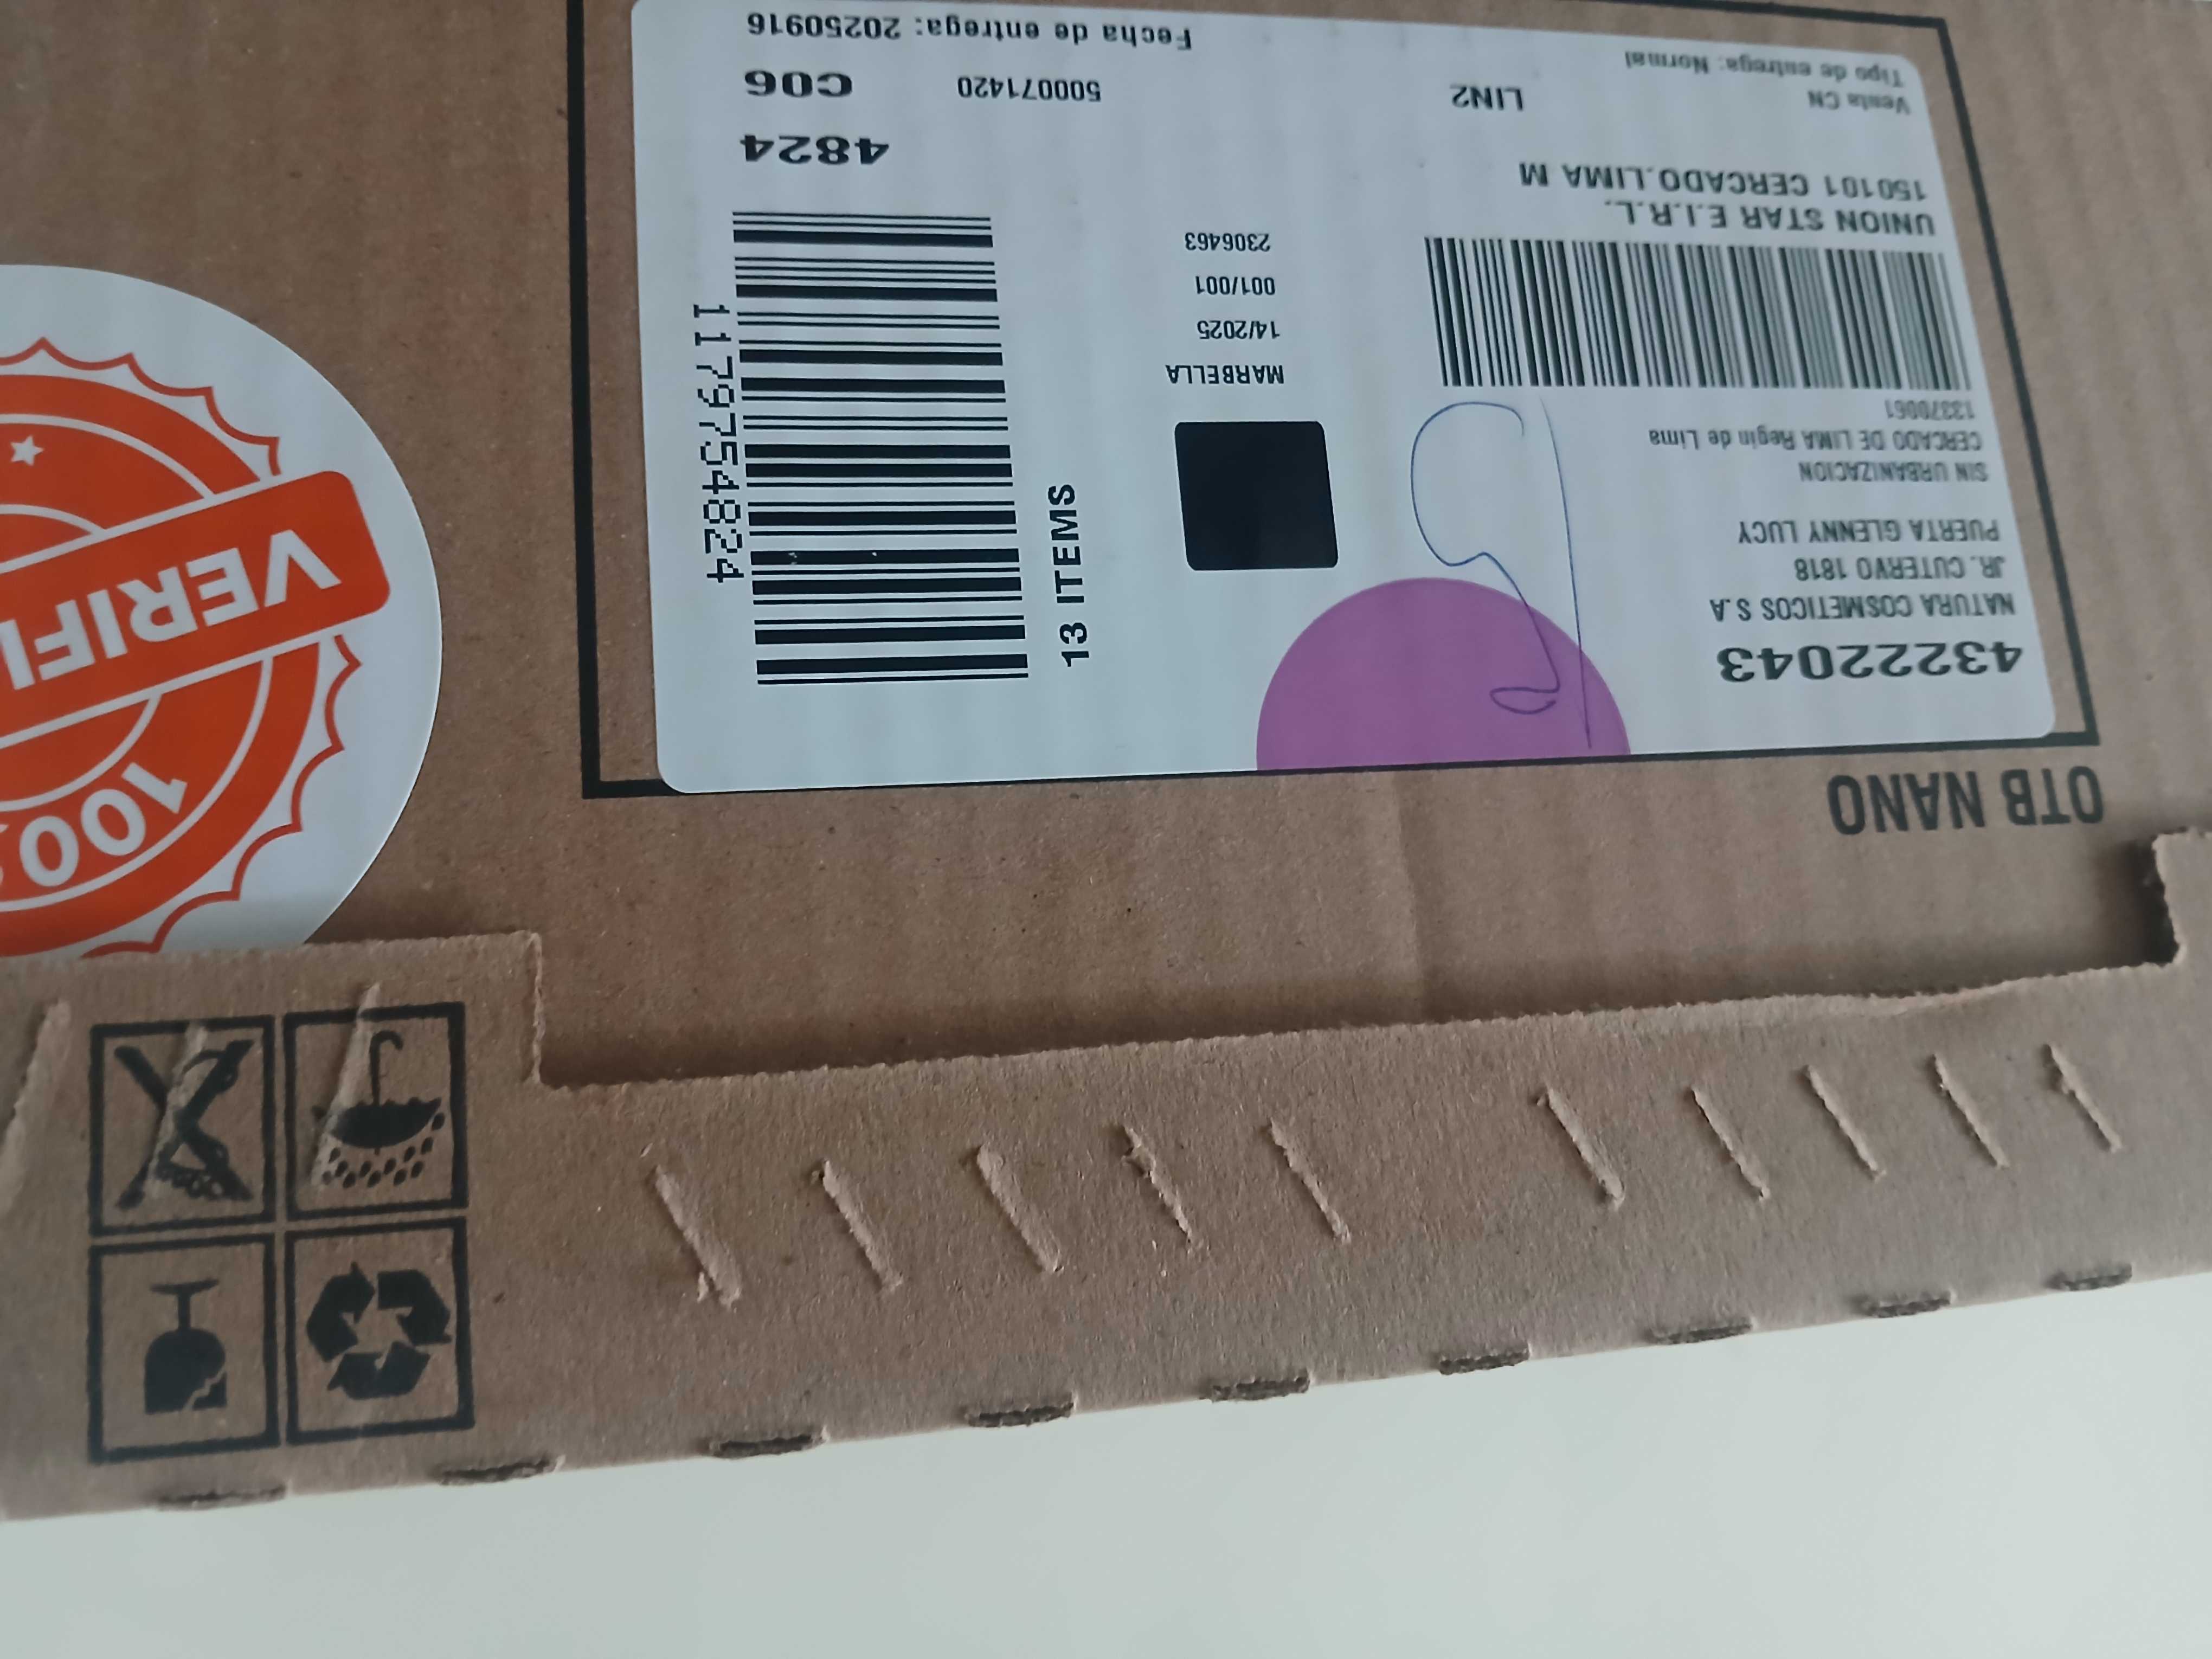 OTB NANO
43222043
NATURA COSMETICOS S.A
JR. CUTERVO 1818
PUERTA GLENNY LUCY
SIN URBANIZACION
CERCADO DE LIMA Regin de Lima
13370061
UNION STAR E.I.R.L.
150101 CERCADO.LIMA M
Venta CN
LIN2
Tipo de entrega: Normal
MARBELLA
14/2025
001/001
2306463
13 ITEMS
1179754824
4824
500071420
C06
Fecha de entrega: 20250916
100
VERIFI